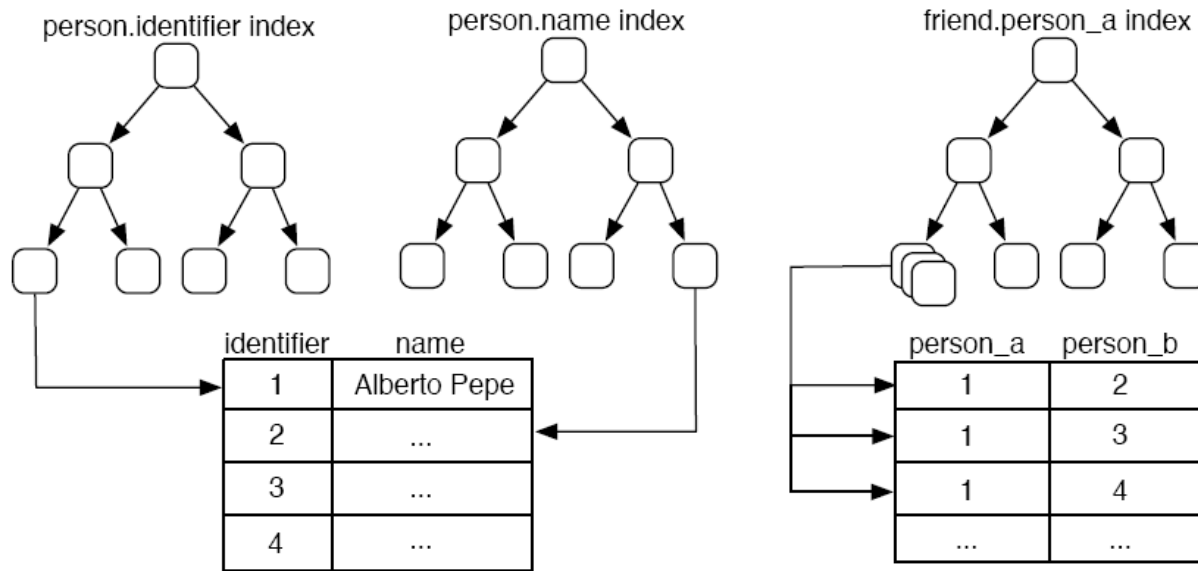 person.identifier index
person.name index
friend.person_a index
identifier name
1 Alberto Pepe
2 ...
3 ...
4 ...
person_a person_b
1 2
1 3
1 4
... ...